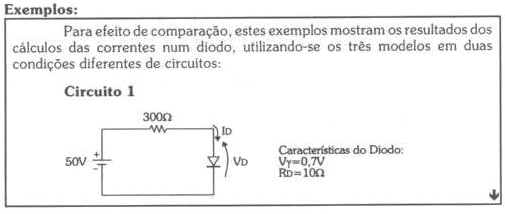 Exemplos:
Para efeito de comparação, estes exemplos mostram os resultados dos
cálculos das correntes num diodo, utilizando-se os três modelos em duas
condições diferentes de circuitos:
Circuito 1
300Ω
ID
50V
+
-
VD
Características do Diodo:
Vγ=0,7V
RD=10Ω